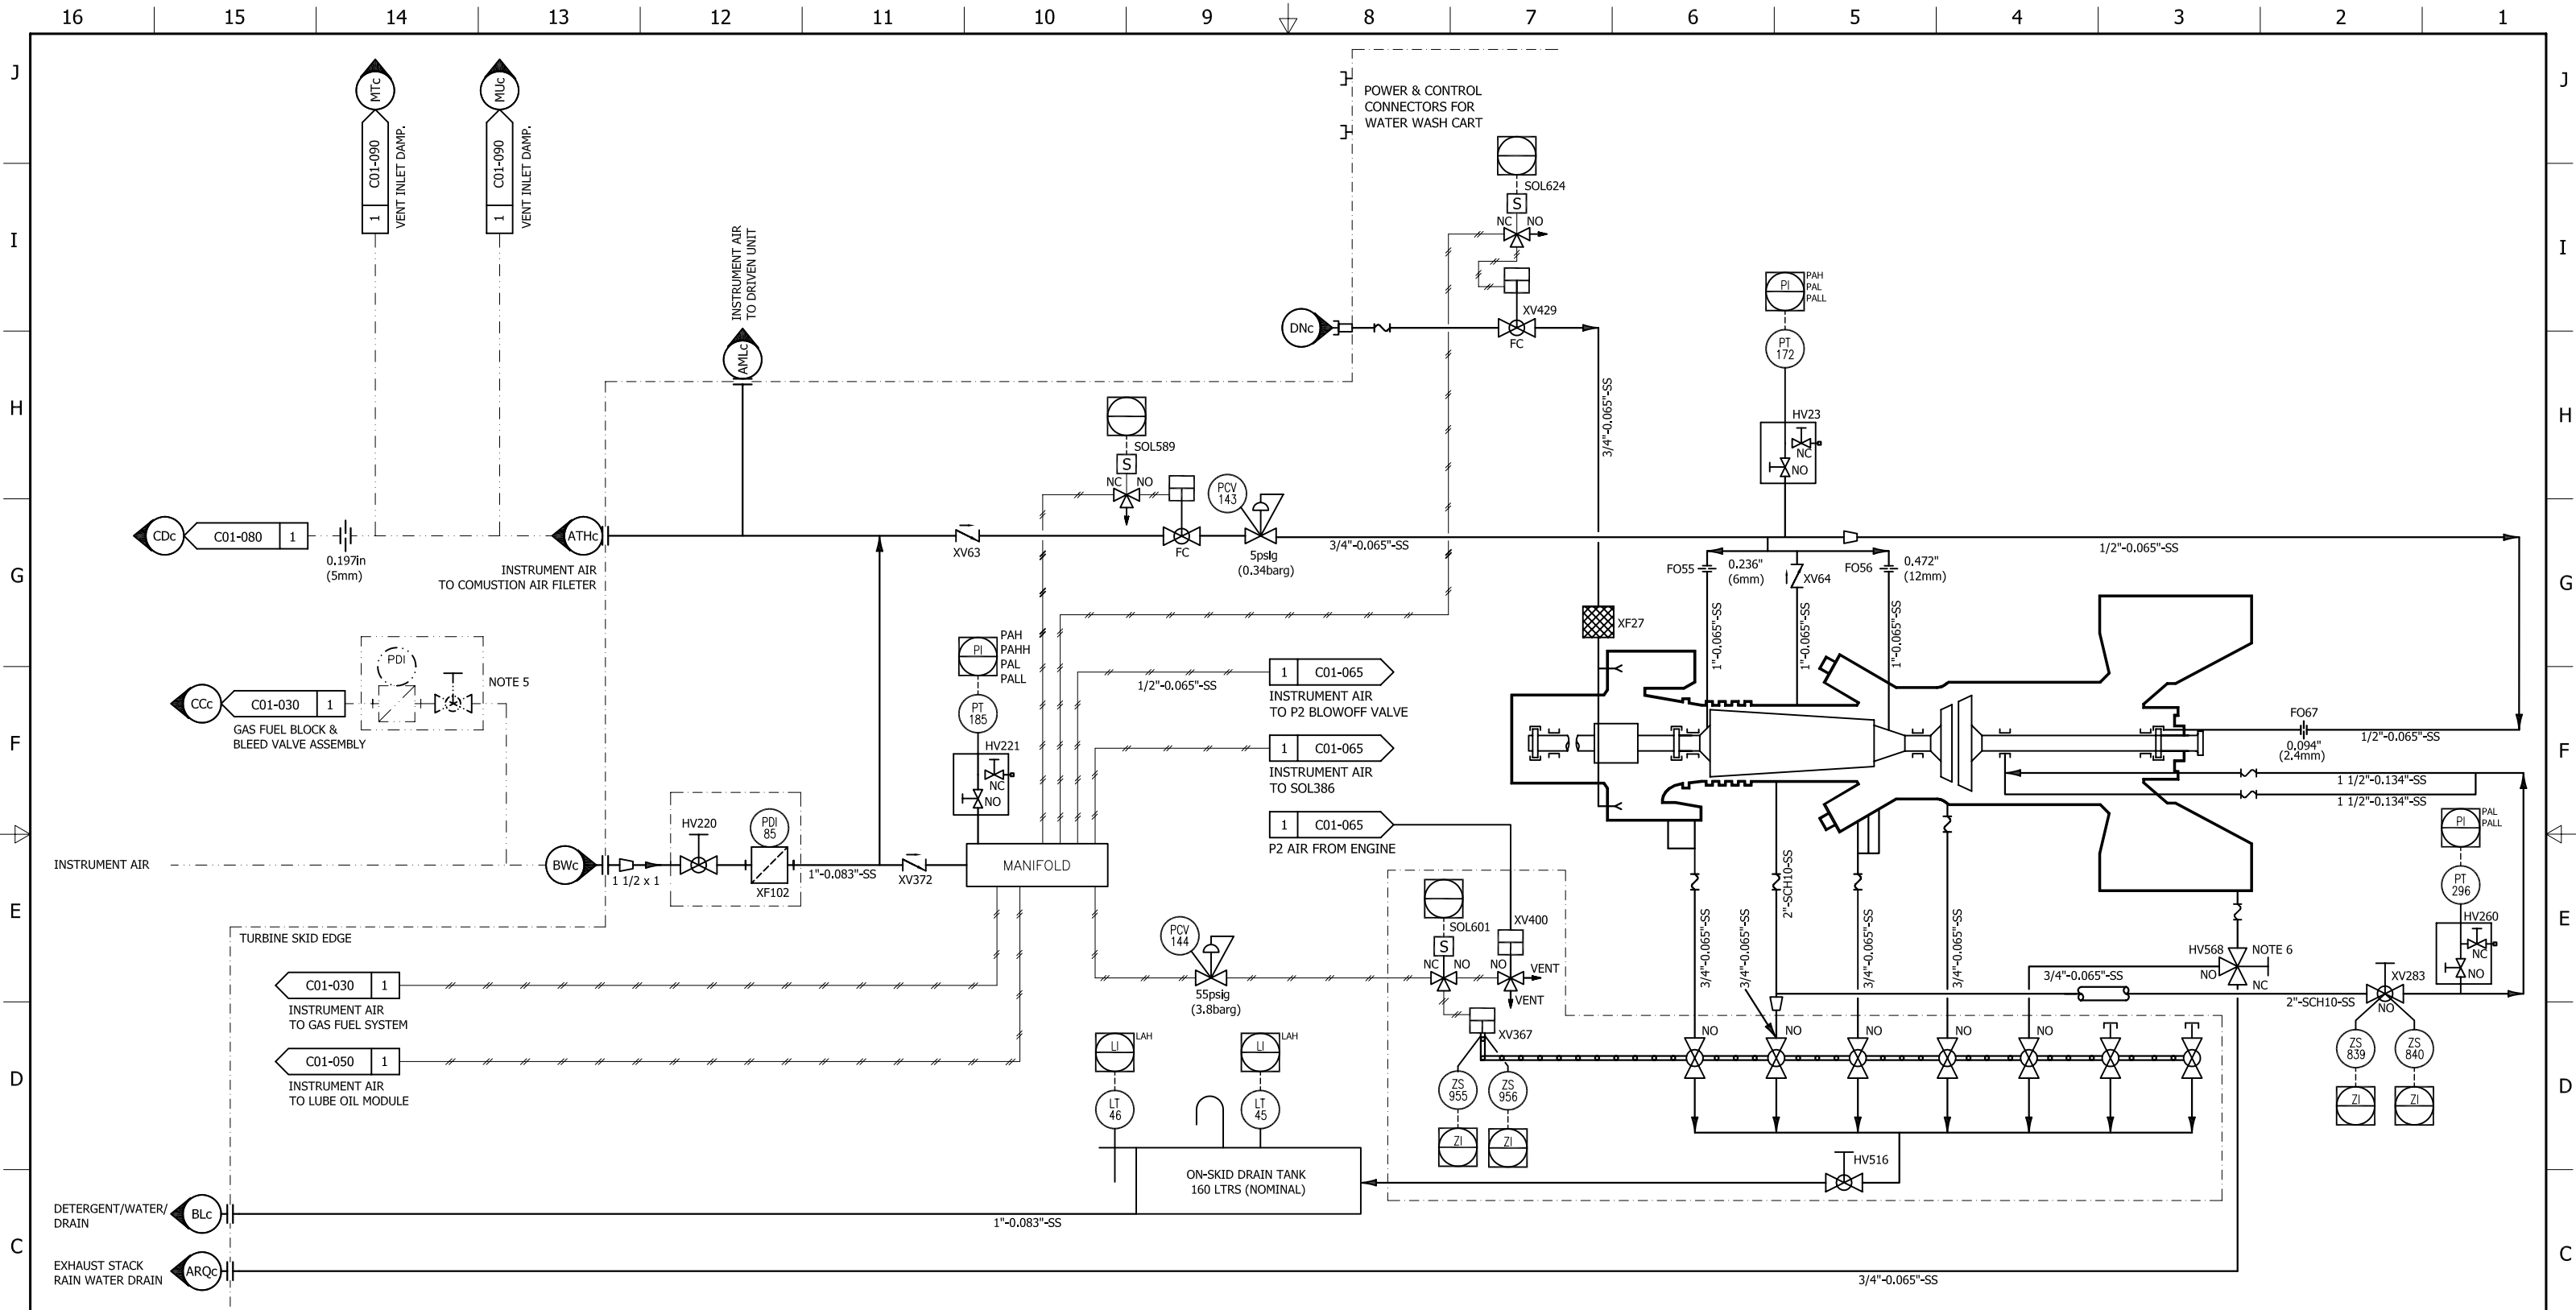 16 15 14 13 12 11 10 9 8 7 6 5 4 3 2 1
J
J
MTc
C01-090
1
VENT INLET DAMP.
MUc
C01-090
1
VENT INLET DAMP.
POWER & CONTROL
CONNECTORS FOR
WATER WASH CART
I
I
SOL624
S
NC
NO
XV429
FC
DNc
PI
PAH
PAL
PALL
PT
172
INSTRUMENT AIR
TO DRIVEN UNIT
AMLc
H
H
SOL589
S
NC
NO
3/4"-0.065"-SS
HV23
NC
NO
G
G
CDc
C01-080
1
0.197in
(5mm)
ATHc
INSTRUMENT AIR
TO COMUSTION AIR FILETER
XV63
FC
PCV
143
5psig
(0.34barg)
3/4"-0.065"-SS
1/2"-0.065"-SS
FO55
0.236"
(6mm)
XV64
FO56
0.472"
(12mm)
1"-0.065"-SS
1"-0.065"-SS
1"-0.065"-SS
XF27
PDI
NOTE 5
CCc
C01-030
1
GAS FUEL BLOCK &
BLEED VALVE ASSEMBLY
PI
PAH
PAHH
PAL
PALL
PT
185
HV221
NC
NO
1/2"-0.065"-SS
1
C01-065
INSTRUMENT AIR
TO P2 BLOWOFF VALVE
1
C01-065
INSTRUMENT AIR
TO SOL386
1
C01-065
P2 AIR FROM ENGINE
F
F
FO67
0.094"
(2.4mm)
1/2"-0.065"-SS
1 1/2"-0.134"-SS
1 1/2"-0.134"-SS
PI
PAL
PALL
PT
296
HV260
NC
NO
INSTRUMENT AIR
BWc
1 1/2 x 1
HV220
PDI
85
XF102
1"-0.083"-SS
XV372
MANIFOLD
E
E
TURBINE SKID EDGE
C01-030
1
INSTRUMENT AIR
TO GAS FUEL SYSTEM
PCV
144
55psig
(3.8barg)
SOL601
S
NC
NO
XV400
NO
VENT
VENT
3/4"-0.065"-SS
3/4"-0.065"-SS
2"-SCH10-SS
3/4"-0.065"-SS
3/4"-0.065"-SS
3/4"-0.065"-SS
HV568
NOTE 6
NO
NC
2"-SCH10-SS
XV283
NO
D
D
C01-050
1
INSTRUMENT AIR
TO LUBE OIL MODULE
LI
LAH
LT
46
LI
LAH
LT
45
XV367
ZS
955
ZS
956
ZI
ZI
NO
NO
NO
NO
NO
ZS
839
ZS
840
ZI
ZI
HV516
ON-SKID DRAIN TANK
160 LTRS (NOMINAL)
DETERGENT/WATER/
DRAIN
BLc
1"-0.083"-SS
C
C
EXHAUST STACK
RAIN WATER DRAIN
ARQc
3/4"-0.065"-SS